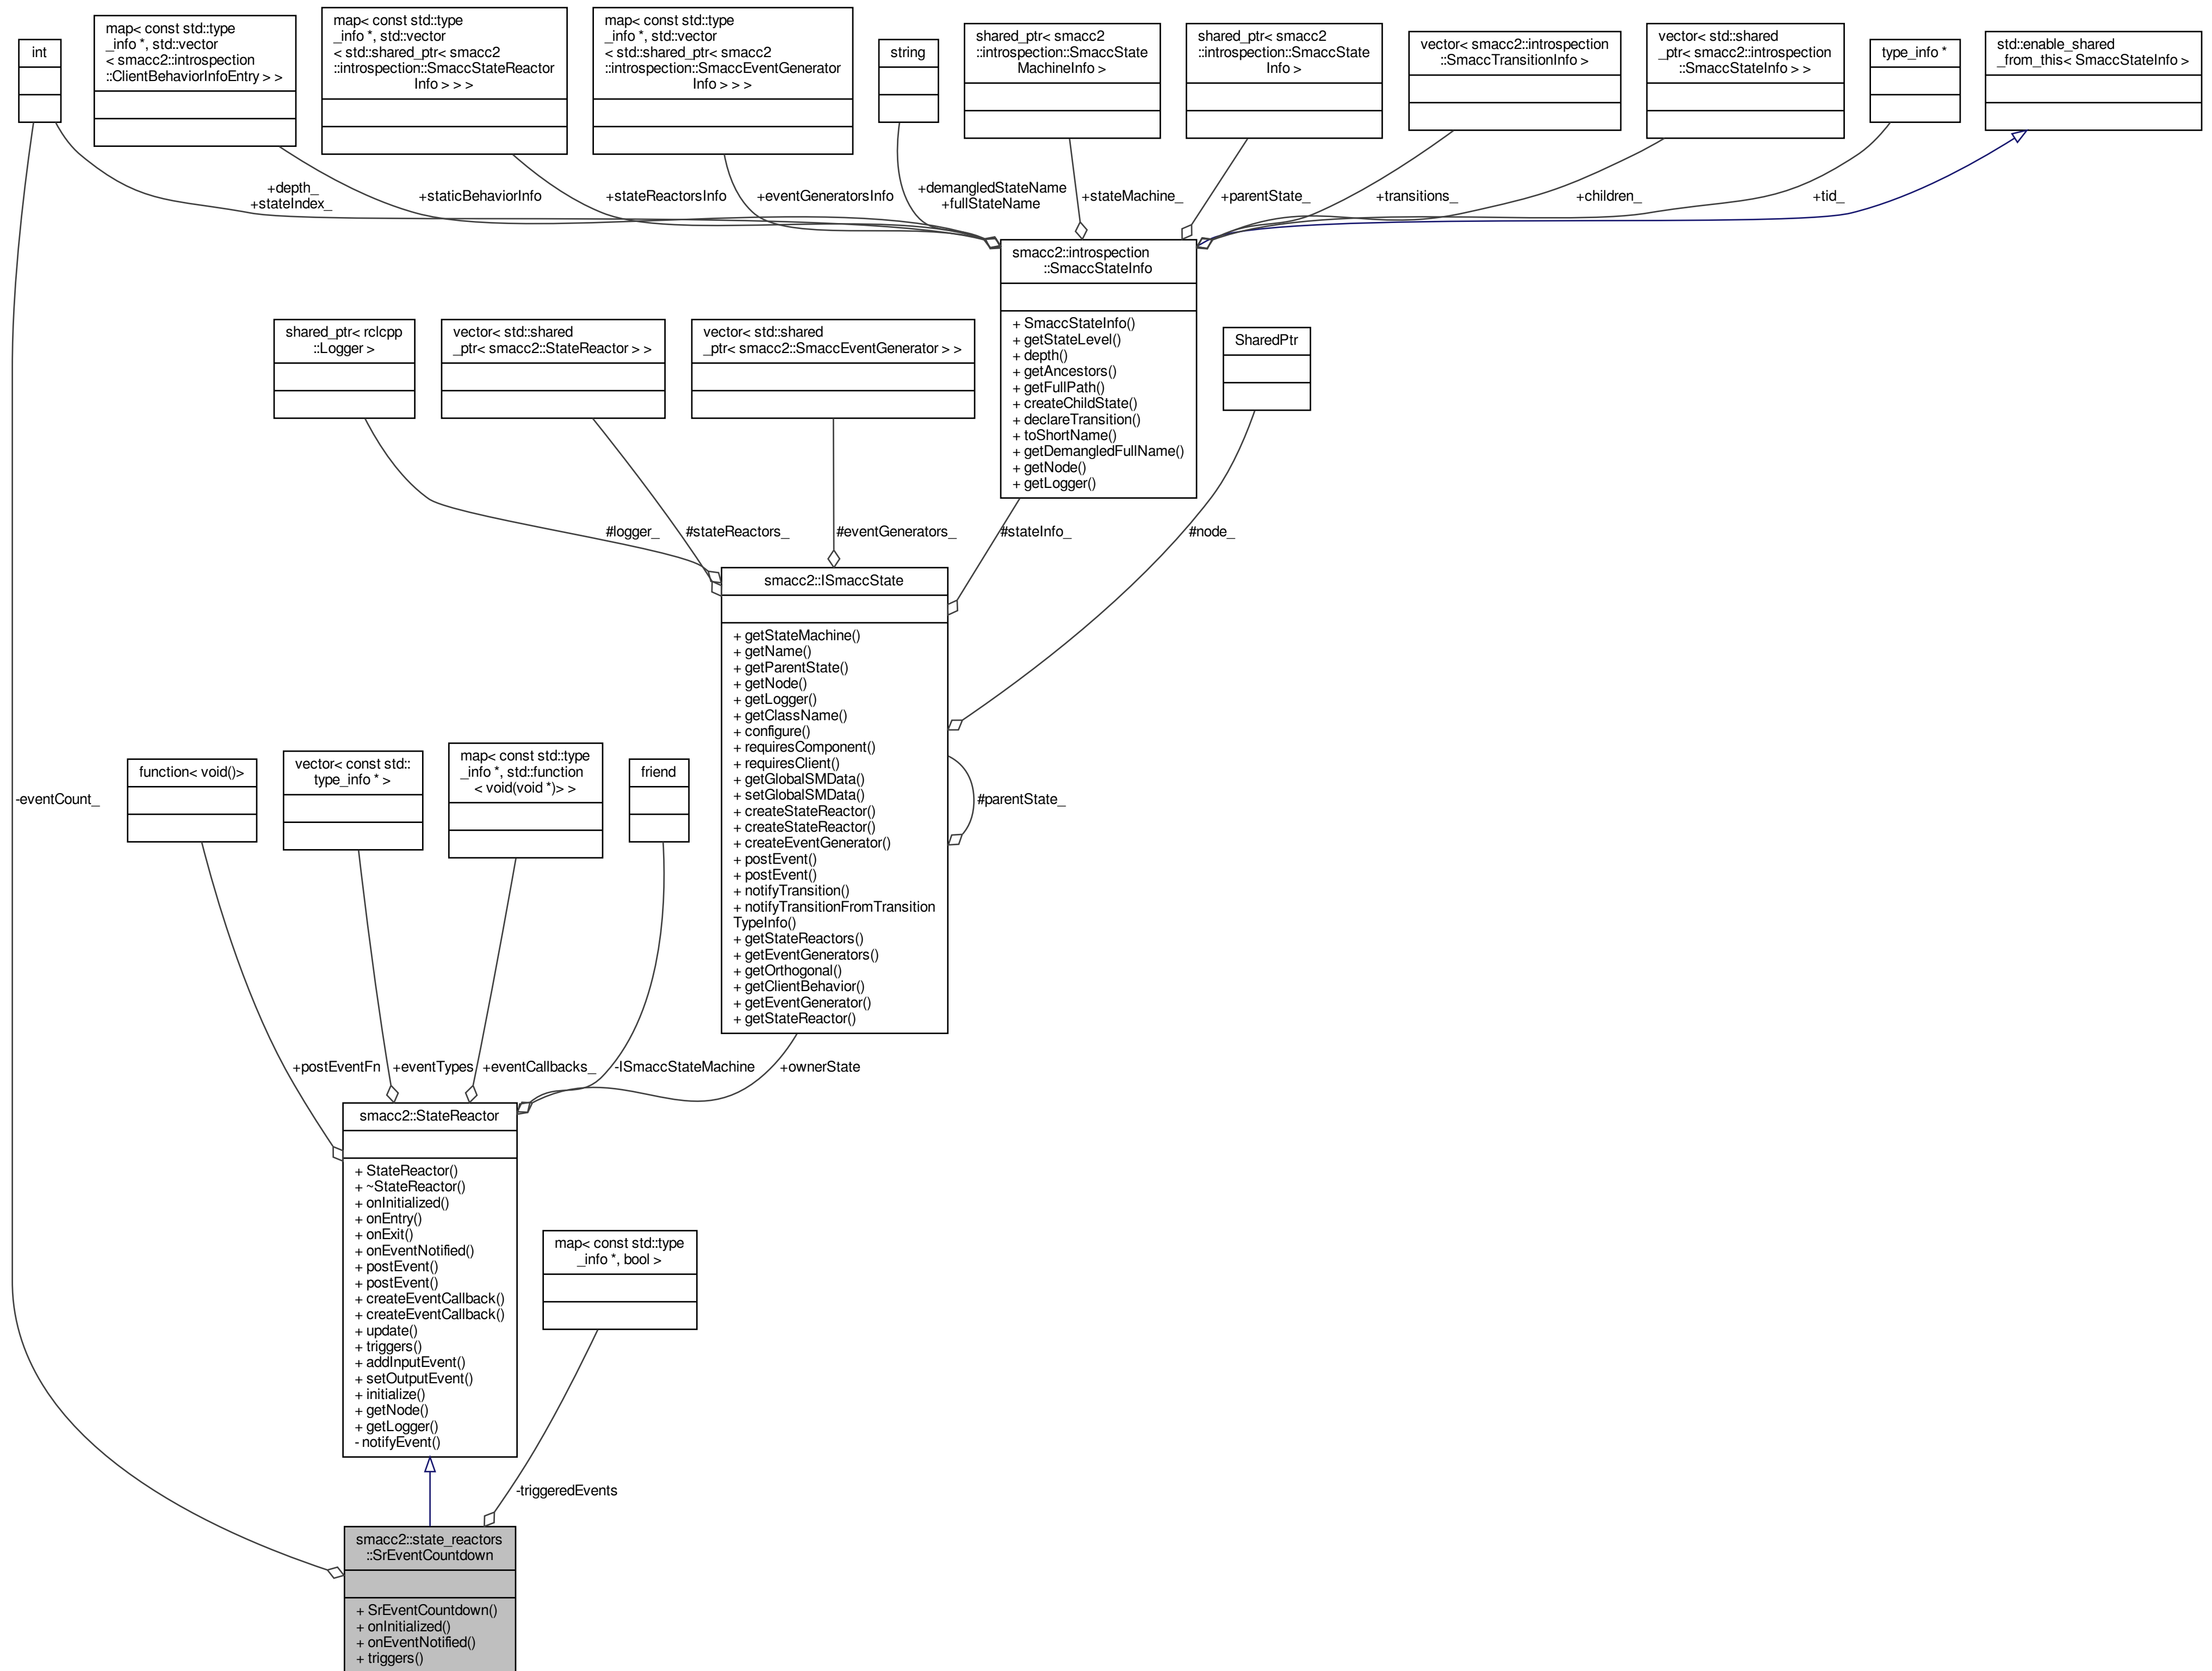 int
map< const std::type
_info *, std::vector
< smacc2::introspection
::ClientBehaviorInfoEntry > >
map< const std::type
_info *, std::vector
< std::shared_ptr< smacc2
::introspection::SmaccStateReactor
Info > > >
map< const std::type
_info *, std::vector
< std::shared_ptr< smacc2
::introspection::SmaccEventGenerator
Info > > >
string
shared_ptr< smacc2
::introspection::SmaccState
MachineInfo >
shared_ptr< smacc2
::introspection::SmaccState
Info >
vector< smacc2::introspection
::SmaccTransitionInfo >
vector< std::shared
_ptr< smacc2::introspection
::SmaccStateInfo > >
type_info *
std::enable_shared
_from_this< SmaccStateInfo >
+depth_
+stateIndex_
+staticBehaviorInfo
+stateReactorsInfo
+eventGeneratorsInfo
+demangledStateName
+fullStateName
+stateMachine_
+parentState_
+transitions_
+children_
+tid_
smacc2::introspection
::SmaccStateInfo
+ SmaccStateInfo()
+ getStateLevel()
+ depth()
+ getAncestors()
+ getFullPath()
+ createChildState()
+ declareTransition()
+ toShortName()
+ getDemangledFullName()
+ getNode()
+ getLogger()
shared_ptr< rclcpp
::Logger >
vector< std::shared
_ptr< smacc2::StateReactor > >
vector< std::shared
_ptr< smacc2::SmaccEventGenerator > >
SharedPtr
#logger_
#stateReactors_
#eventGenerators_
#stateInfo_
#node_
smacc2::ISmaccState
+ getStateMachine()
+ getName()
+ getParentState()
+ getNode()
+ getLogger()
+ getClassName()
+ configure()
+ requiresComponent()
+ requiresClient()
+ getGlobalSMData()
+ setGlobalSMData()
+ createStateReactor()
+ createStateReactor()
+ createEventGenerator()
+ postEvent()
+ postEvent()
+ notifyTransition()
+ notifyTransitionFromTransition
TypeInfo()
+ getStateReactors()
+ getEventGenerators()
+ getOrthogonal()
+ getClientBehavior()
+ getEventGenerator()
+ getStateReactor()
#parentState_
-eventCount_
function< void()>
vector< const std::
type_info * >
map< const std::type
_info *, std::function
< void(void *)> >
friend
+postEventFn
+eventTypes
+eventCallbacks_
-ISmaccStateMachine
+ownerState
smacc2::StateReactor
+ StateReactor()
+ ~StateReactor()
+ onInitialized()
+ onEntry()
+ onExit()
+ onEventNotified()
+ postEvent()
+ postEvent()
+ createEventCallback()
+ createEventCallback()
+ update()
+ triggers()
+ addInputEvent()
+ setOutputEvent()
+ initialize()
+ getNode()
+ getLogger()
- notifyEvent()
map< const std::type
_info *, bool >
-triggeredEvents
smacc2::state_reactors
::SrEventCountdown
+ SrEventCountdown()
+ onInitialized()
+ onEventNotified()
+ triggers()